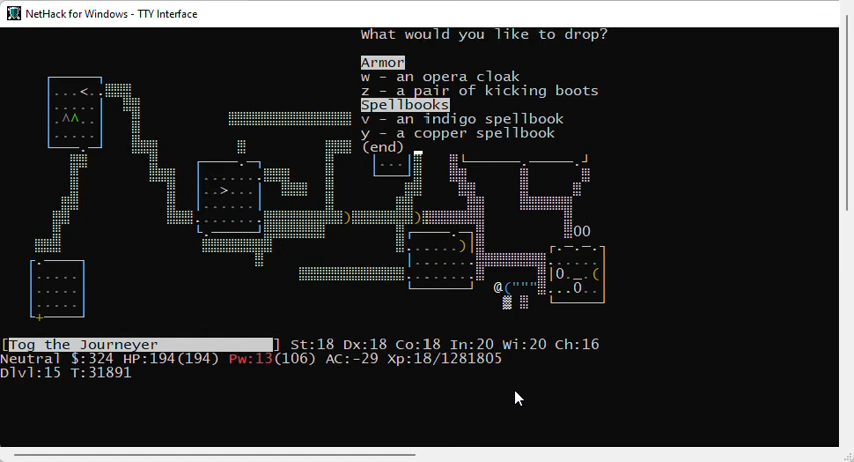 NetHack for Windows - TTY Interface
What would you like to drop?
Armor
w - an opera cloak
z - a pair of kicking boots
Spellbooks
v - an indigo spellbook
y - a copper spellbook
(end)
[Tog the Journeyer ] St:18 Dx:18 Co:18 In:20 Wi:20 Ch:16
Neutral $:324 HP:194(194) Pw:13(106) AC:-29 Xp:18/1281805
Dlvl:15 T:31891